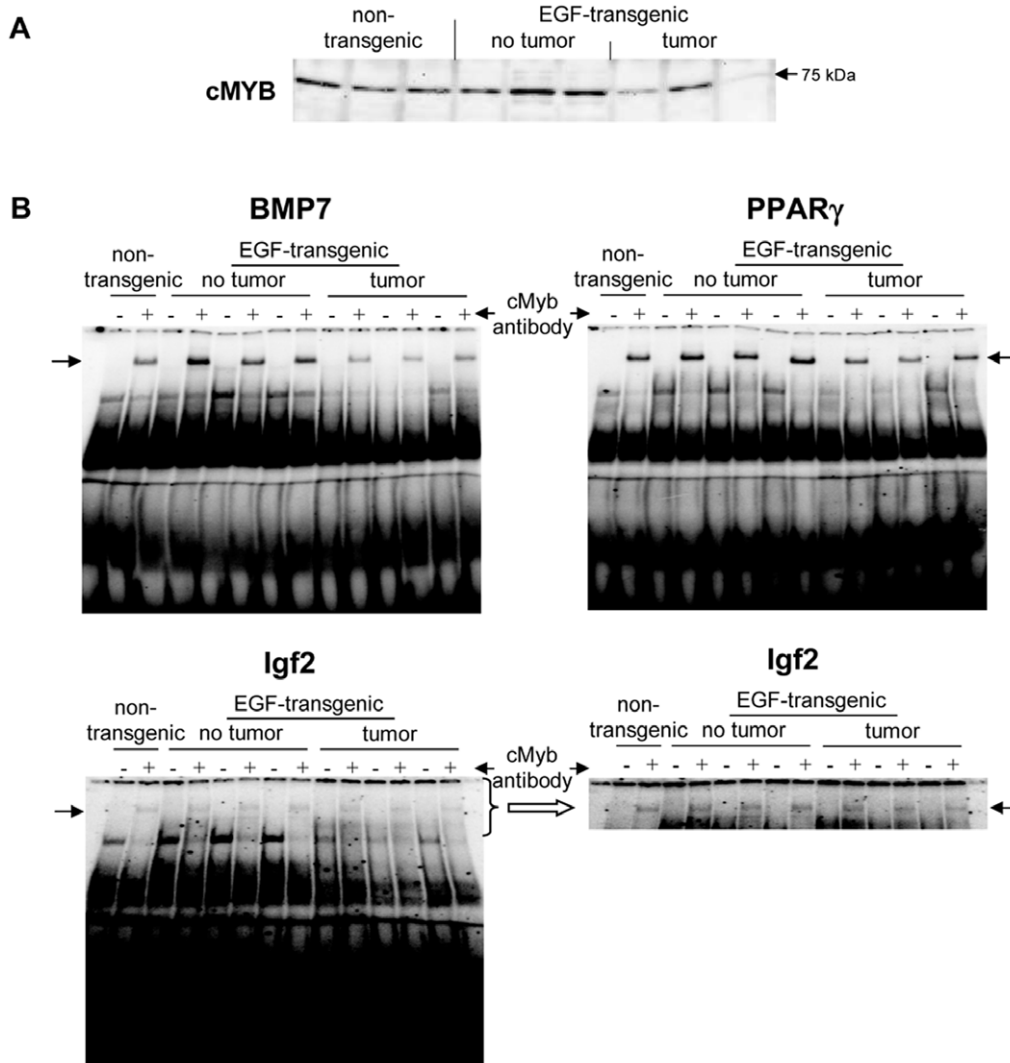 A
non-
transgenic
EGF-transgenic
no tumor
tumor
cMYB
75 kDa
B
BMP7
non-
transgenic
EGF-transgenic
no tumor
tumor
- + - + - + - + - + - + - +
cMyb
antibody
PPARγ
non-
transgenic
EGF-transgenic
no tumor
tumor
- + - + - + - + - + - + - +
Igf2
non-
transgenic
EGF-transgenic
no tumor
tumor
- + - + - + - + - + - + - +
cMyb
antibody
Igf2
non-
transgenic
EGF-transgenic
no tumor
tumor
- + - + - + - + - + - + - +